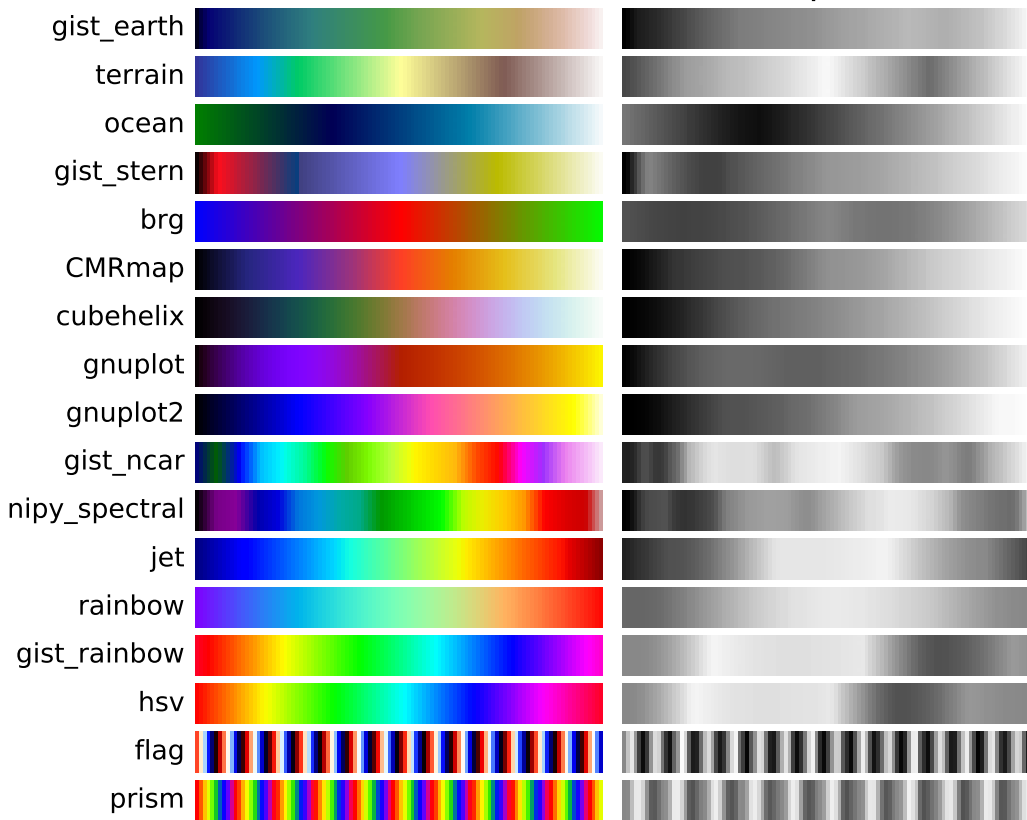 gist_earth
terrain
ocean
gist_stern
brg
CMRmap
cubehelix
gnuplot
gnuplot2
gist_ncar
nipy_spectral
jet
rainbow
gist_rainbow
hsv
flag
prism